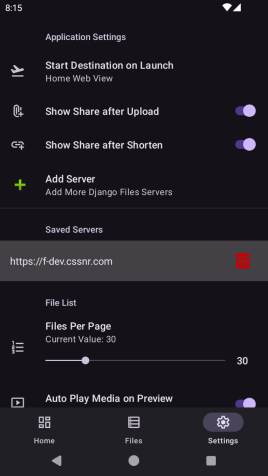 8:15
Application Settings
Start Destination on Launch
Home Web View
Show Share after Upload
Show Share after Shorten
Add Server
Add More Django Files Servers
Saved Servers
https://f-dev.cssnr.com
File List
Files Per Page
Current Value: 30
30
Auto Play Media on Preview
Home
Files
Settings